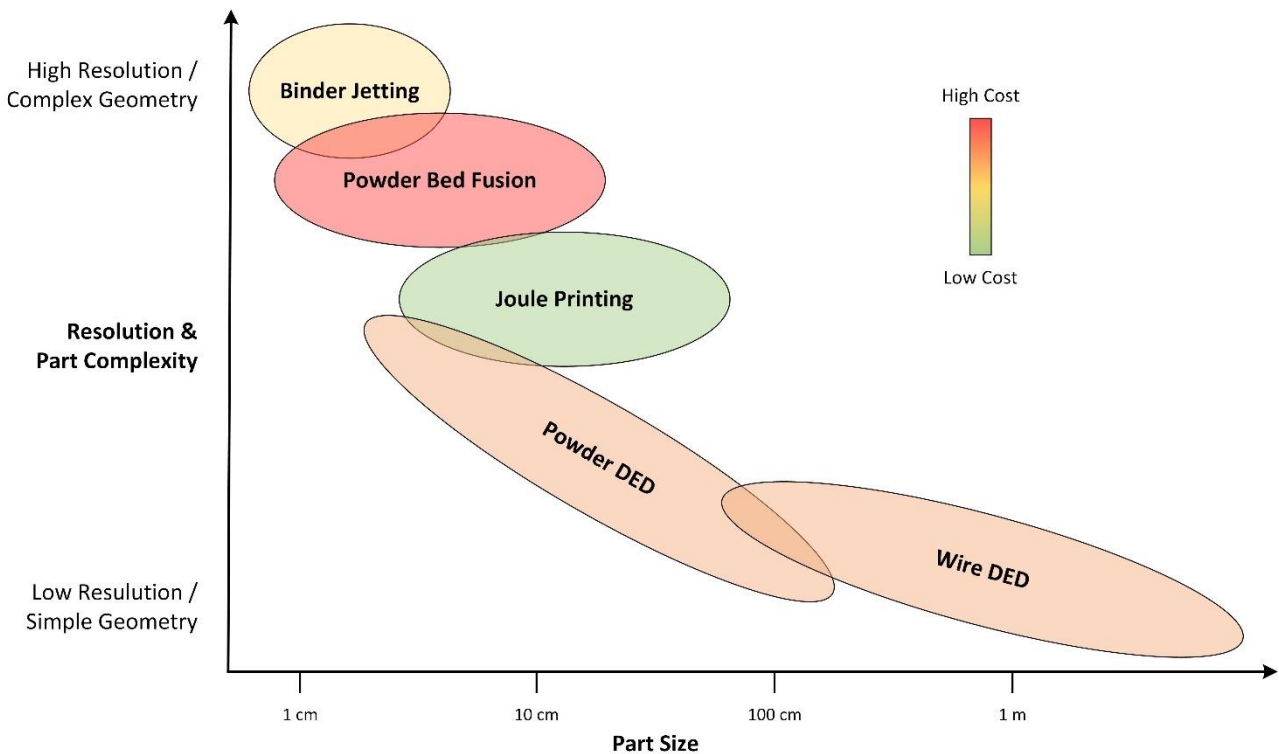 High Resolution /
Complex Geometry
Binder Jetting
High Cost
Powder Bed Fusion
Low Cost
Joule Printing
Resolution &
Part Complexity
Powder DED
Wire DED
Low Resulution /
Simple Geometry
1 cm
10 cm
100 cm
1 m
Part Size